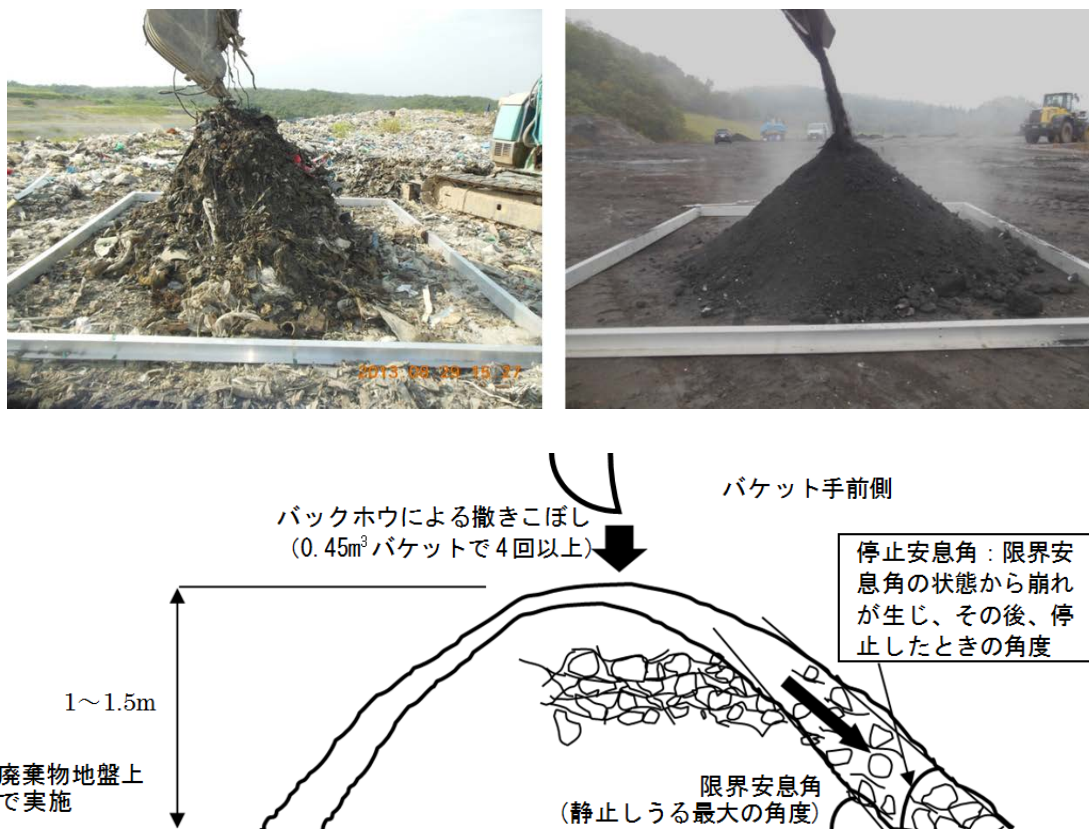 2013 08 29 15 27
バケット手前側
バックホウによる撒きこぼし
（0.45m³バケットで４回以上）
停止安息角：限界安
息角の状態から崩れ
が生じ、その後、停
止したときの角度
1～1.5m
廃棄物地盤上
で実施
限界安息角
（静止しうる最大の角度）